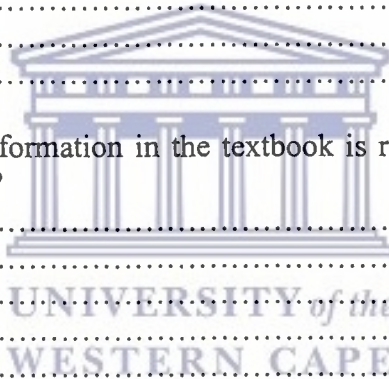 formation in the textbook is r
?
UNIVERSITY of the
WESTERN CAPE